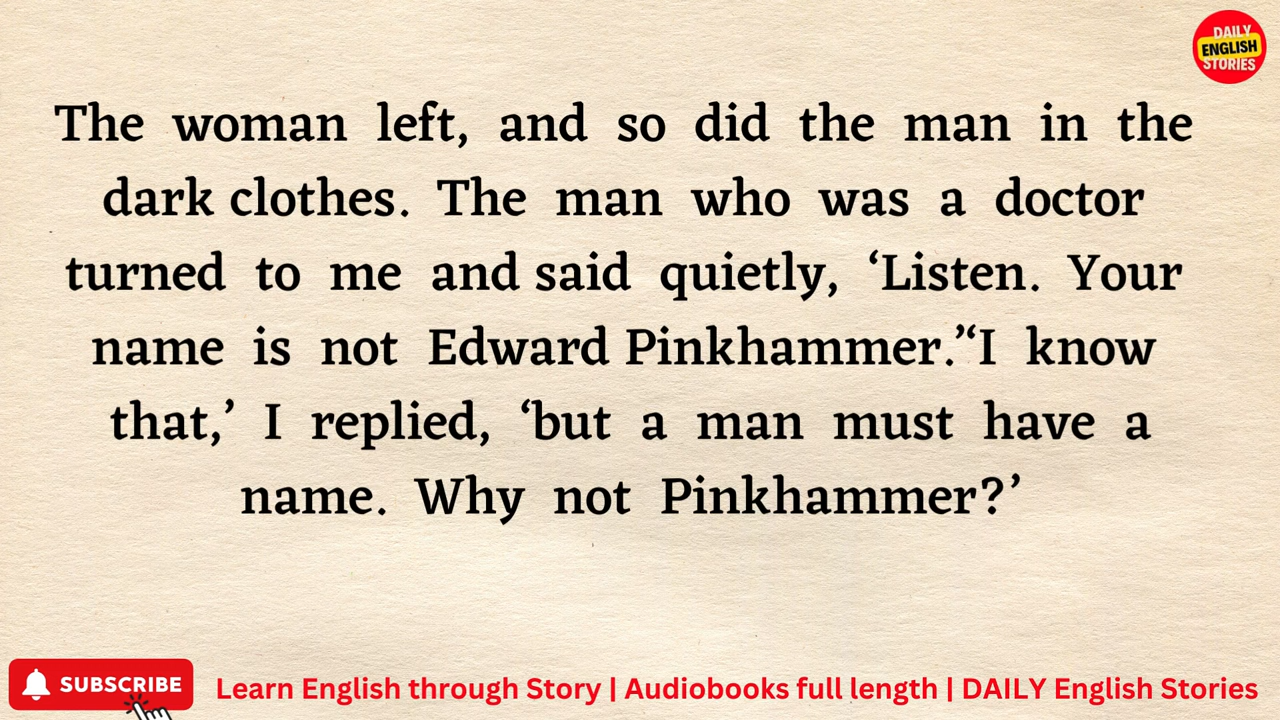 DAILY
ENGLISH
STORIES
The woman left, and so did the man in the
dark clothes. The man who was a doctor
turned to me and said quietly, ‘Listen. Your
name is not Edward Pinkhammer.’‘I know
that,’ I replied, ‘but a man must have a
name. Why not Pinkhammer?’
SUBSCRIBE
Learn English through Story | Audiobooks full length | DAILY English Stories